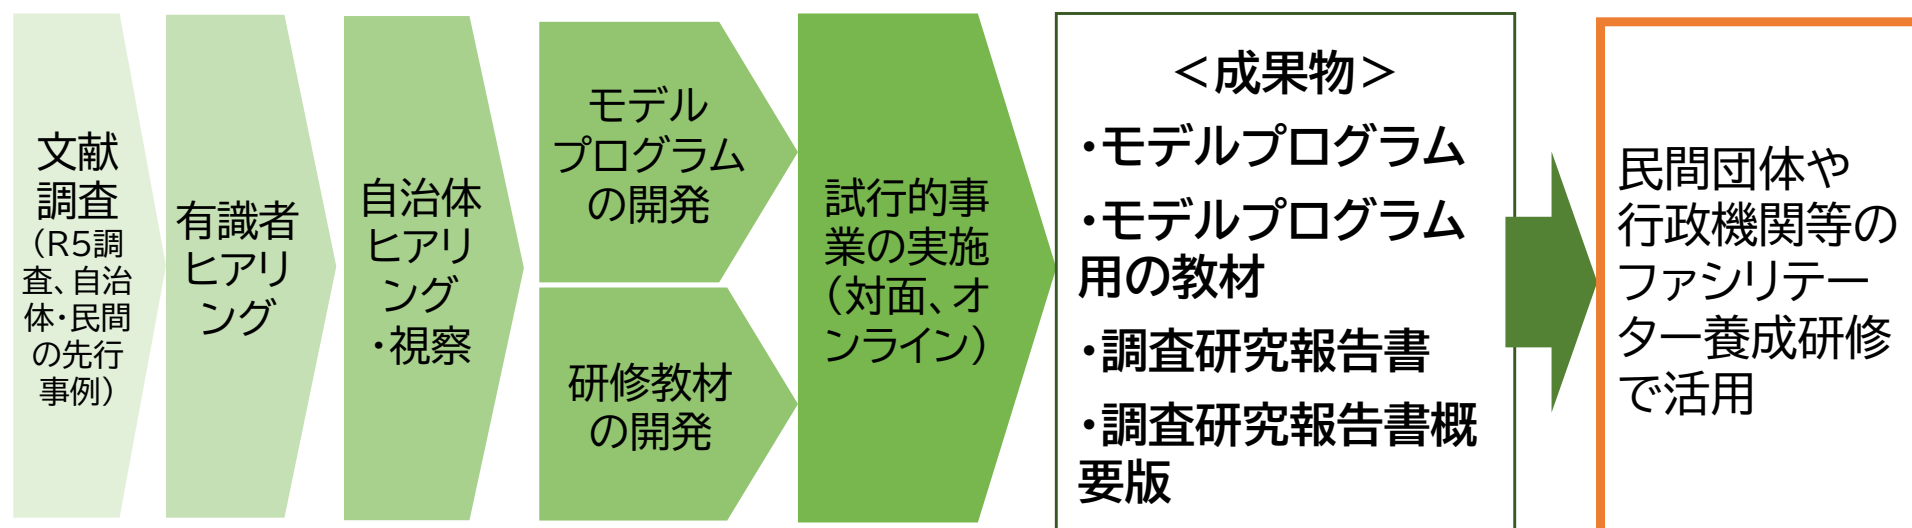 文献
調査
（R5調
査、自治
体・民間
の先行
事例）
有識者
ヒアリ
ング
自治体
ヒアリ
ング
・視察
モデル
プログラム
の開発
研修教材
の開発
試行的事
業の実施
（対面、オ
ンライン）
＜成果物＞
・モデルプログラム
・モデルプログラム
用の教材
・調査研究報告書
・調査研究報告書概
要版
民間団体や
行政機関等の
ファシリテー
ター養成研修
で活用